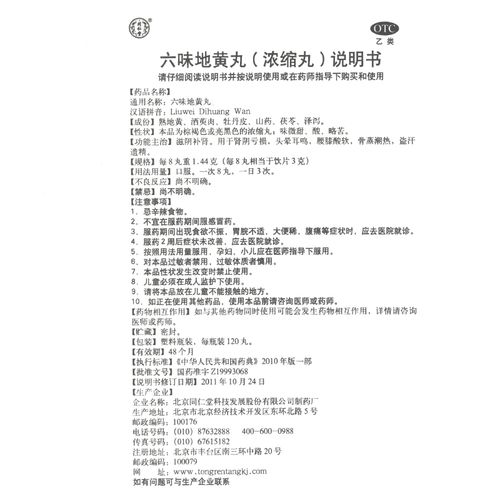 同仁堂
OTC
乙类
六味地黄丸（浓缩丸）说明书
请仔细阅读说明书并按说明使用或在药师指导下购买和使用
【药品名称】
通用名称：六味地黄丸
汉语拼音：Liuwei Dihuang Wan
【成份】熟地黄、酒萸肉、牡丹皮、山药、茯苓、泽泻。
【性状】本品为棕褐色或亮黑色的浓缩丸；味微甜、酸、略苦。
【功能主治】滋阴补肾。用于肾阴亏损，头晕耳鸣，腰膝酸软，骨蒸潮热，盗汗
遗精。
【规格】每8丸重1.44克（每8丸相当于饮片3克）
【用法用量】口服。一次8丸，一日3次。
【不良反应】尚不明确。
【禁忌】尚不明确。
【注意事项】
1．忌辛辣食物。
2．不宜在服药期间服感冒药。
3．服药期间出现食欲不振，胃脘不适，大便稀，腹痛等症状时，应去医院就诊。
4．服药2周后症状未改善，应去医院就诊。
5．按照用法用量服用，孕妇、小儿应在医师指导下服用。
6．对本品过敏者禁用，过敏体质者慎用。
7．本品性状发生改变时禁止使用。
8．儿童必须在成人监护下使用。
9．请将本品放在儿童不能接触的地方。
10．如正在使用其他药品，使用本品前请咨询医师或药师。
【药物相互作用】如与其他药物同时使用可能会发生药物相互作用，详情请咨询
医师或药师。
【贮藏】密封。
【包装】塑料瓶装，每瓶装120丸。
【有效期】48个月
【执行标准】《中华人民共和国药典》2010年版一部
【批准文号】国药准字Z19993068
【说明书修订日期】2011年10月24日
【生产企业】
企业名称：北京同仁堂科技发展股份有限公司制药厂
生产地址：北京市北京经济技术开发区东环北路5号
邮政编码：100176
电话号码：(010) 87632888 400-600-0988
传真号码：(010) 67615182
注册地址：北京市丰台区南三环中路20号
邮政编码：100079
网址：www.tongrentangkj.com
如有问题可与生产企业联系